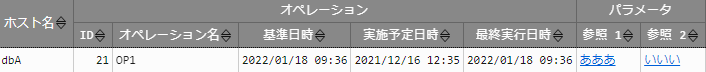 オペレーション パラメータ
ホスト名
ID オペレーション名 基準日時 実施予定日時 最終実行日時 参照 1 参照 2
dbA 21 OP1 2022/01/18 09:36 2021/12/16 12:35 2022/01/18 09:36 あああ いいい